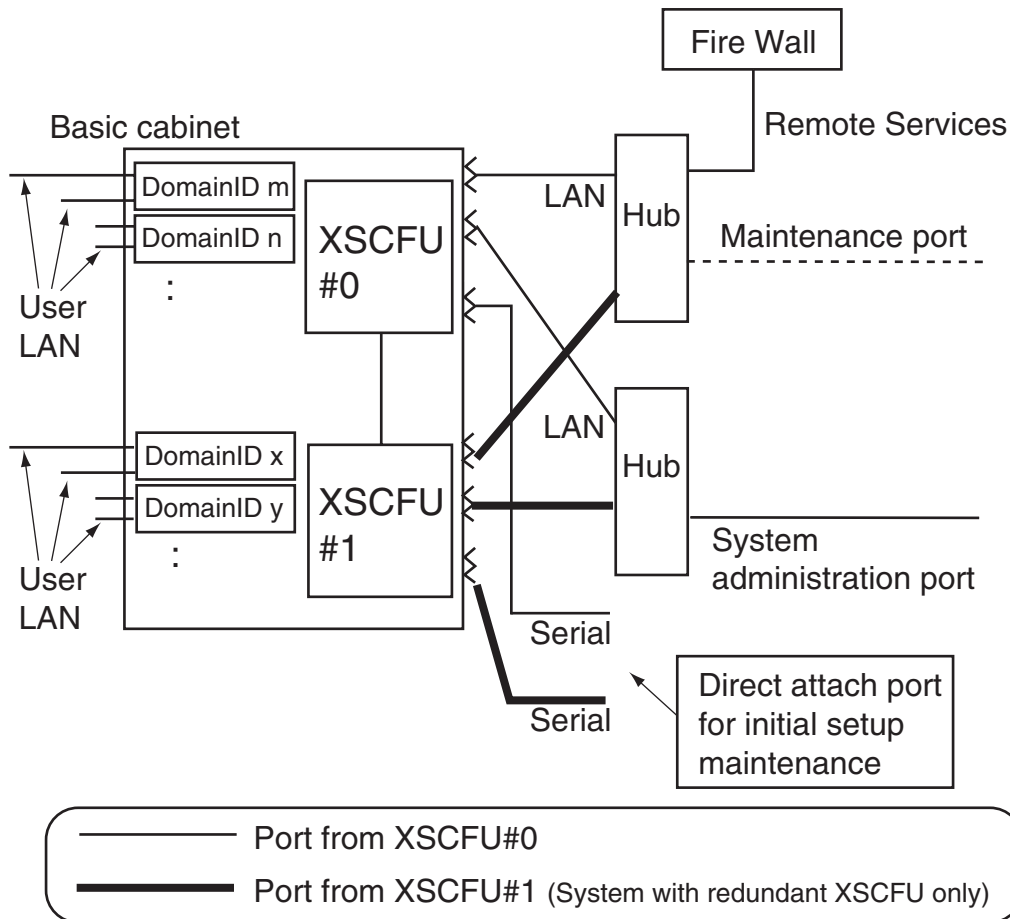 Fire Wall
Remote Services
Basic cabinet
DomainID m
LAN
Hub
XSCFU
#0
DomainID n
Maintenance port
:
User
LAN
LAN
DomainID x
Hub
XSCFU
#1
DomainID y
System
administration port
:
User
LAN
Serial
Direct attach port
for initial setup
maintenance
Serial
Port from XSCFU#0
Port from XSCFU#1 (System with redundant XSCFU only)